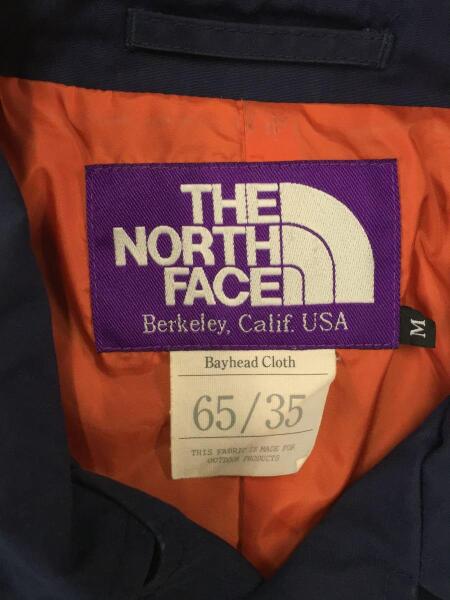 THE
NORTH
FACE
Berkeley, Calif. USA
M
Bayhead Cloth
65/35
THIS FABRIC IS MADE FOR
OUTDOOR PRODUCTS